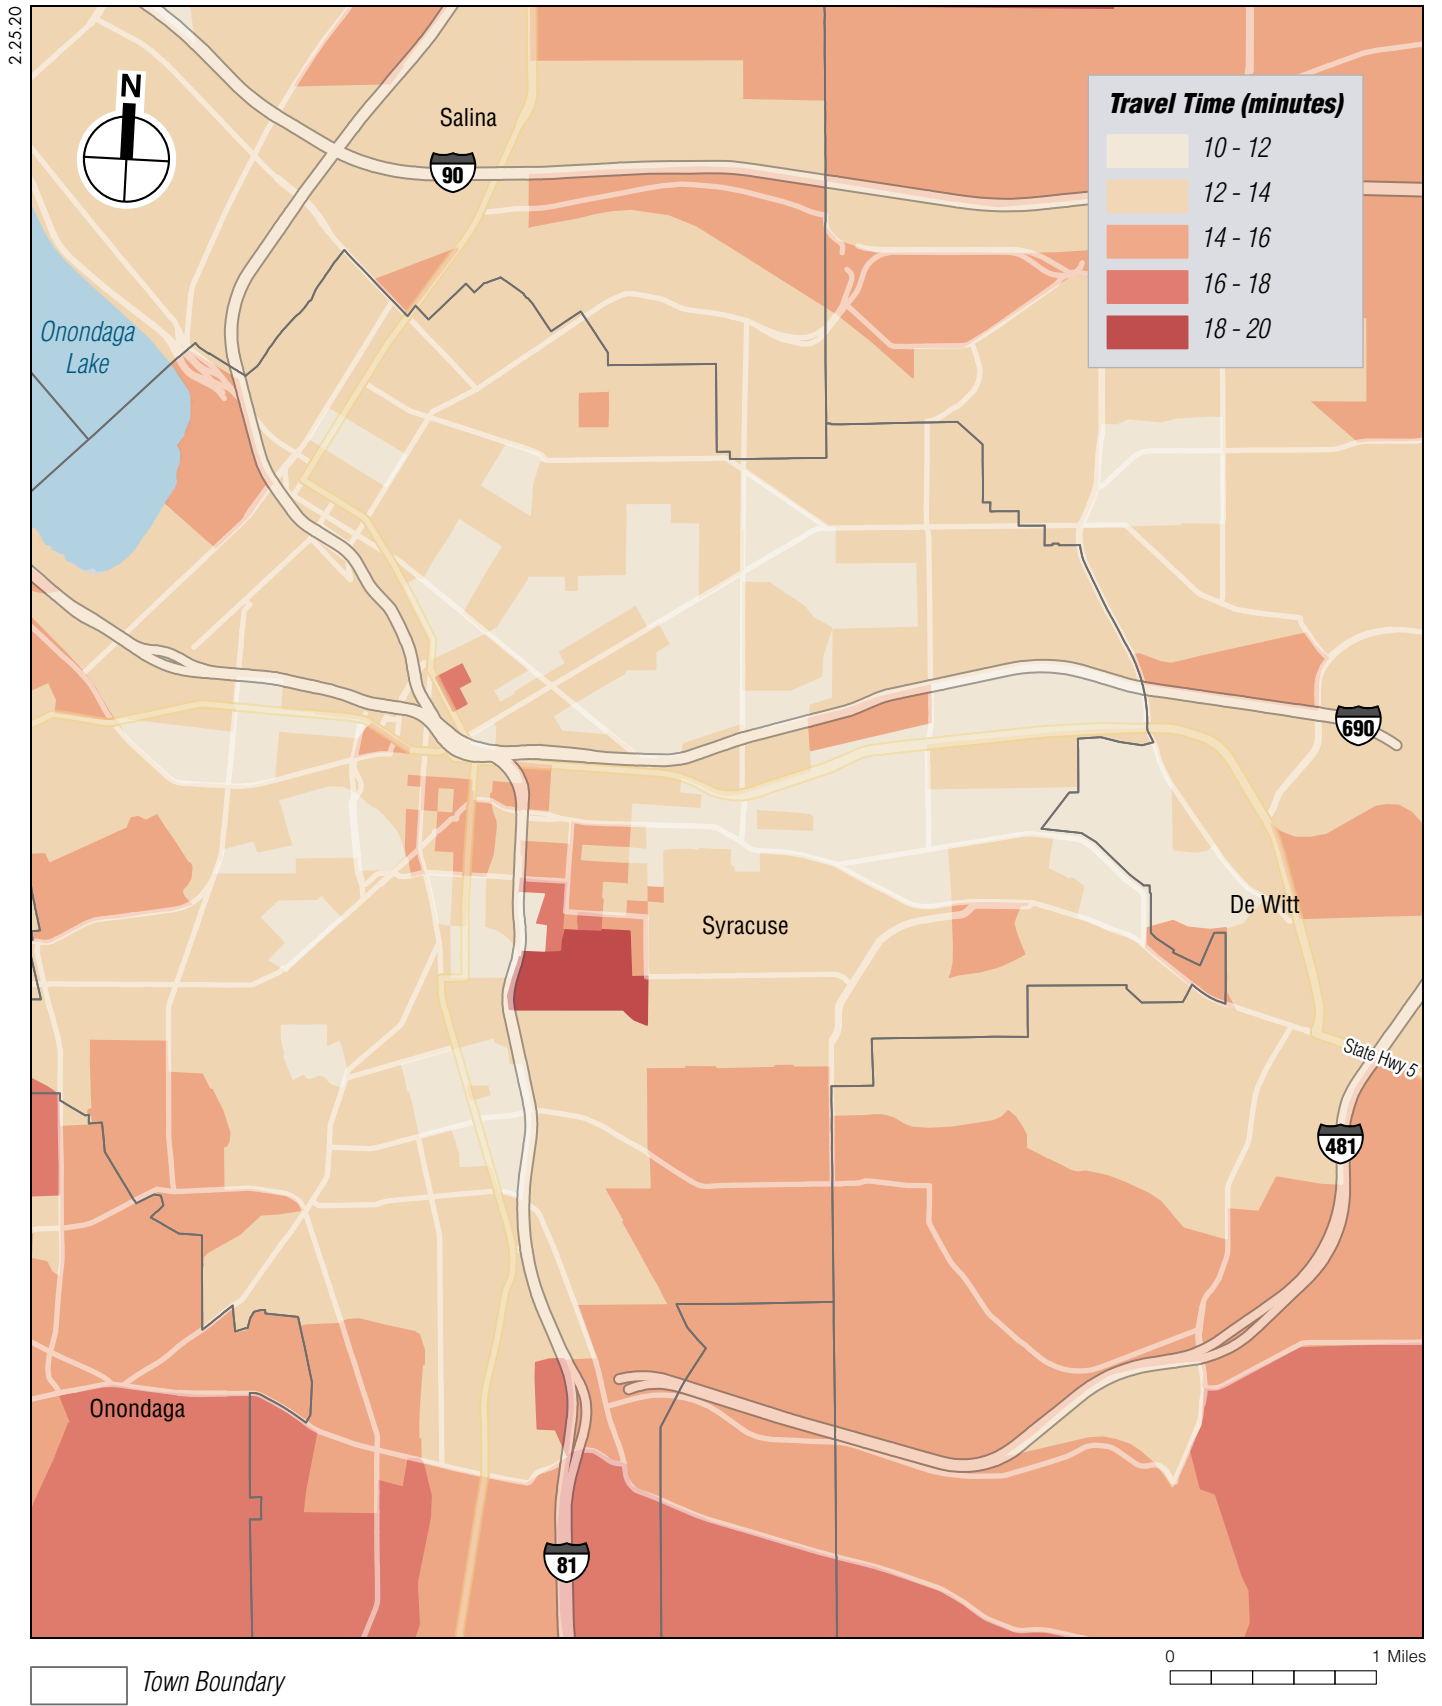 2.25.20
N
Salina
90
Travel Time (minutes)
10 - 12
12 - 14
14 - 16
16 - 18
18 - 20
Onondaga
Lake
690
Syracuse
De Witt
State Hwy 5
481
Onondaga
81
Town Boundary
0 1 Miles